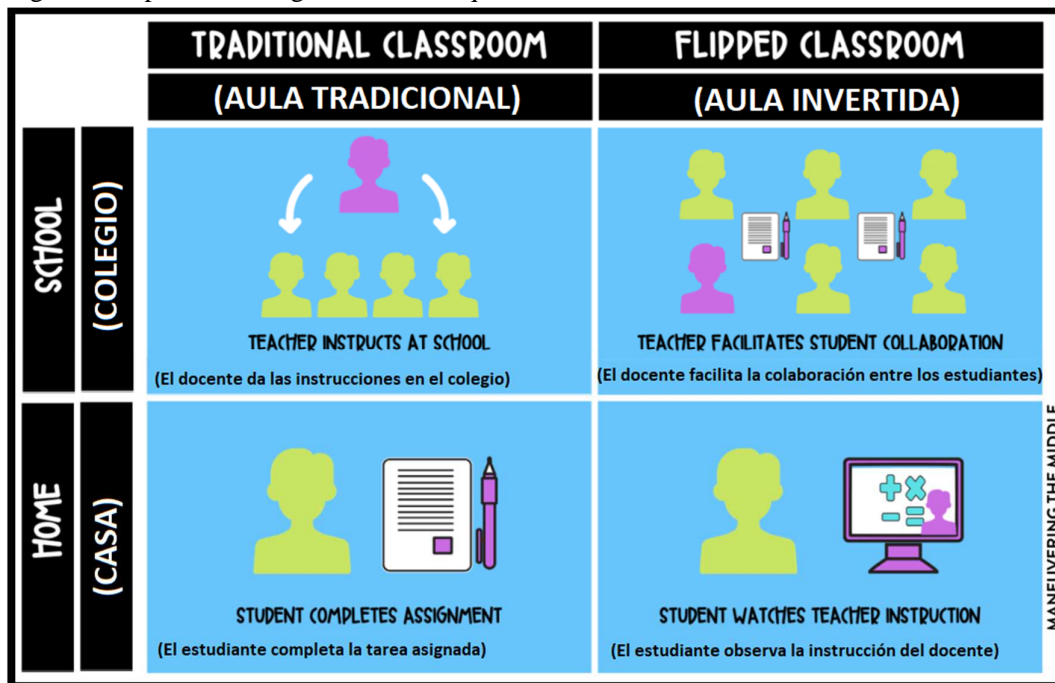 TRADITIONAL CLASSROOM
(AULA TRADICIONAL)
FLIPPED CLASSROOM
(AULA INVERTIDA)
SCHOOL
(COLEGIO)
TEACHER INSTRUCTS AT SCHOOL
(El docente da las instrucciones en el colegio)
TEACHER FACILITATES STUDENT COLLABORATION
(El docente facilita la colaboración entre los estudiantes)
HOME
(CASA)
STUDENT COMPLETES ASSIGNMENT
(El estudiante completa la tarea asignada)
STUDENT WATCHES TEACHER INSTRUCTION
(El estudiante observa la instrucción del docente)
MANEUVERING THE MIDDLE